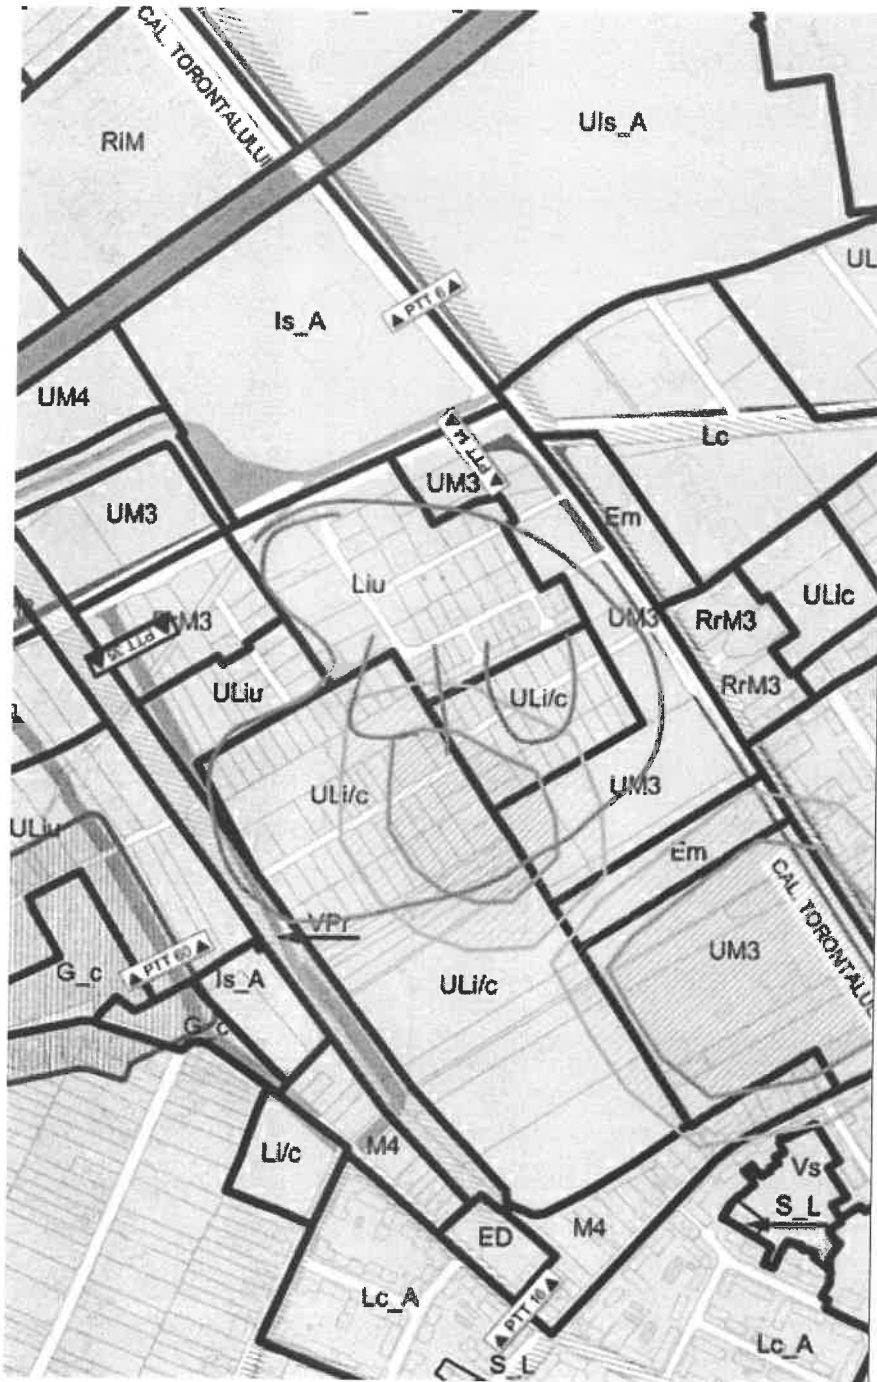 CAL. TORONTALULUI
RiM
UIs_A
UL
▲ PTT 6 ▲
Is_A
UM4
Lc
▲ PTT 14 ▲
UM3
UM3
Em
Liu
UM3
RrM3
ULic
RrM3
ULiu
ULi/c
RrM3
ULi/c
UM3
ULiu
Em
CAL. TORONTALUL
VPr
UM3
▲ PTT 60 ▲
G_c
Is_A
ULi/c
G_c
Li/c
M4
Vs
S_L
ED
M4
Lc_A
▲ PTT 16 ▲
Lc_A
S_L